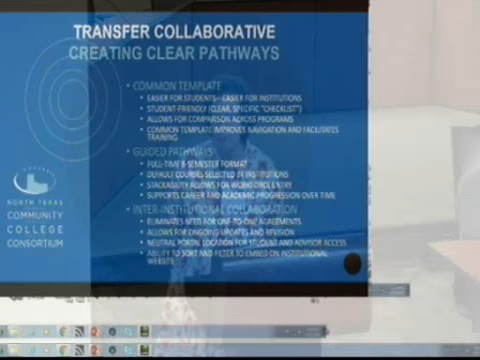 TRANSFER COLLABORATIVE
CREATING CLEAR PATHWAYS
• COMMON TEMPLATE
• EASIER FOR STUDENTS—EASIER FOR INSTITUTIONS
• STUDENT-FRIENDLY (CLEAR, SPECIFIC "CHECKLIST")
• ALLOWS FOR COMPARISON ACROSS PROGRAMS
• COMMON TEMPLATE IMPROVES NAVIGATION AND FACILITATES
TRAINING
• GUIDED PATHWAYS
• FULL-TIME 8-SEMESTER FORMAT
• DEFAULT COURSES SELECTED BY INSTITUTIONS
• STACKABILITY ALLOWS FOR WORKFORCE ENTRY
• SUPPORTS CAREER AND ACADEMIC PROGRESSION OVER TIME
• INTER-INSTITUTIONAL COLLABORATION
• ELIMINATES NEED FOR ONE-TO-ONE AGREEMENTS
• ALLOWS FOR ONGOING UPDATES AND REVISION
• NEUTRAL PORTAL LOCATION FOR STUDENT AND ADVISOR ACCESS
• ABILITY TO SORT AND FILTER TO EMBED ON INSTITUTIONAL
WEBSITE
NORTH TEXAS
COMMUNITY
COLLEGE
CONSORTIUM